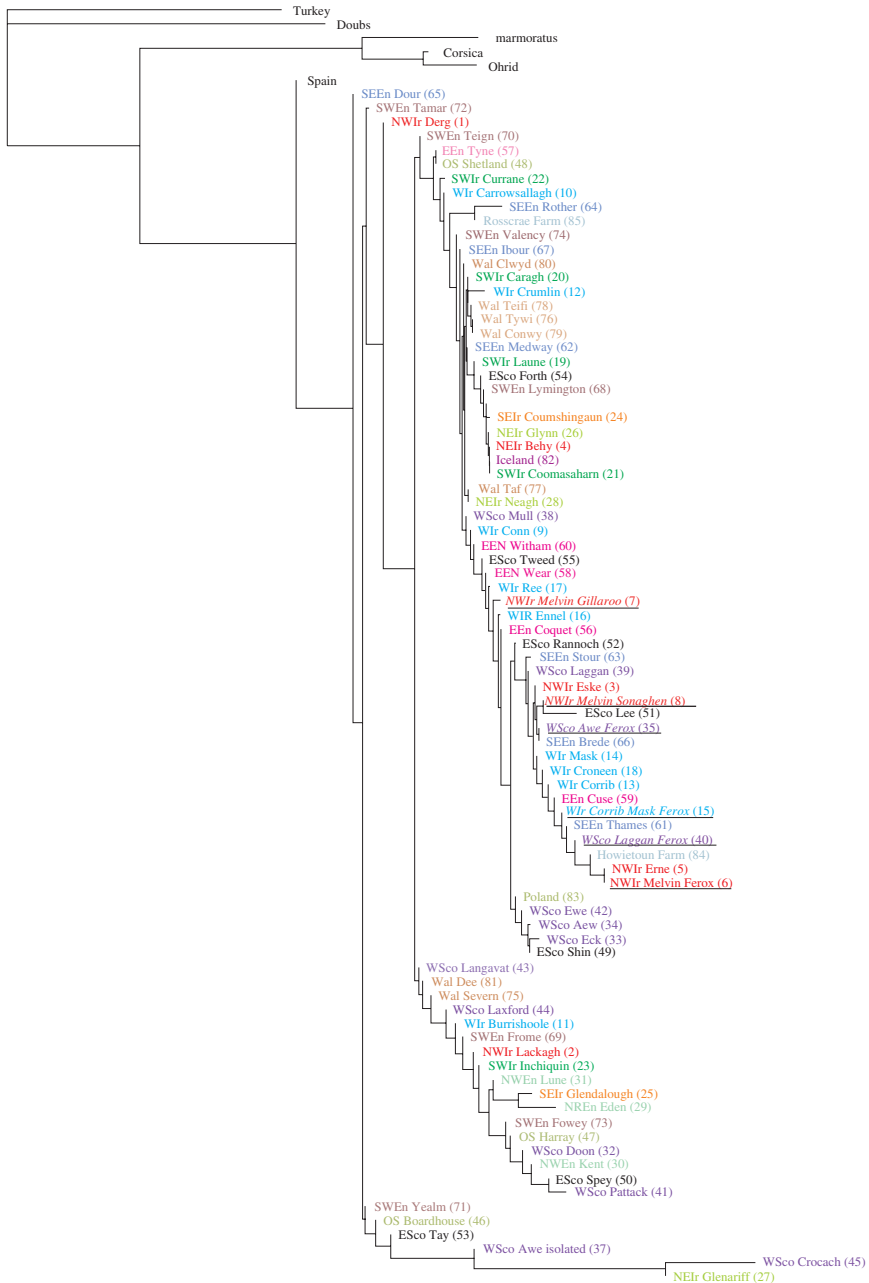 Turkey
Doubs
marmoratus
Corsica
Ohrid
Spain
SEEn Dour (65)
SWEn Tamar (72)
NWIr Derg (1)
SWEn Teign (70)
EEn Tyne (57)
OS Shetland (48)
SWIr Currane (22)
WIr Carrowsallagh (10)
SEEn Rother (64)
Rosscrae Farm (85)
SWEn Valency (74)
SEEn Ibour (67)
Wal Clwyd (80)
SWIr Caragh (20)
WIr Crumlin (12)
Wal Teifi (78)
Wal Tywi (76)
Wal Conwy (79)
SEEn Medway (62)
SWIr Laune (19)
ESco Forth (54)
SWEn Lymington (68)
SEIr Coumshingaun (24)
NEIr Glynn (26)
NEIr Behy (4)
Iceland (82)
SWIr Coomasaharn (21)
Wal Taf (77)
NEIr Neagh (28)
WSco Mull (38)
WIr Conn (9)
EEN Witham (60)
ESco Tweed (55)
EEN Wear (58)
WIr Ree (17)
NWIr Melvin Gillaroo (7)
WIR Ennel (16)
EEn Coquet (56)
ESco Rannoch (52)
SEEn Stour (63)
WSco Laggan (39)
NWIr Eske (3)
NWIr Melvin Sonaghen (8)
ESco Lee (51)
WSco Awe Ferox (35)
SEEn Brede (66)
WIr Mask (14)
WIr Croneen (18)
WIr Corrib (13)
EEn Cuse (59)
WIr Corrib Mask Ferox (15)
SEEn Thames (61)
WSco Laggan Ferox (40)
Howietoun Farm (84)
NWIr Erne (5)
NWIr Melvin Ferox (6)
Poland (83)
WSco Ewe (42)
WSco Aew (34)
WSco Eck (33)
ESco Shin (49)
WSco Langavat (43)
Wal Dee (81)
Wal Severn (75)
WSco Laxford (44)
WIr Burrishoole (11)
SWEn Frome (69)
NWIr Lackagh (2)
SWIr Inchiquin (23)
NWEn Lune (31)
SEIr Glendalough (25)
NREn Eden (29)
SWEn Fowey (73)
OS Harray (47)
WSco Doon (32)
NWEn Kent (30)
ESco Spey (50)
WSco Pattack (41)
SWEn Yealm (71)
OS Boardhouse (46)
ESco Tay (53)
WSco Awe isolated (37)
WSco Crocach (45)
NEIr Glenariff (27)